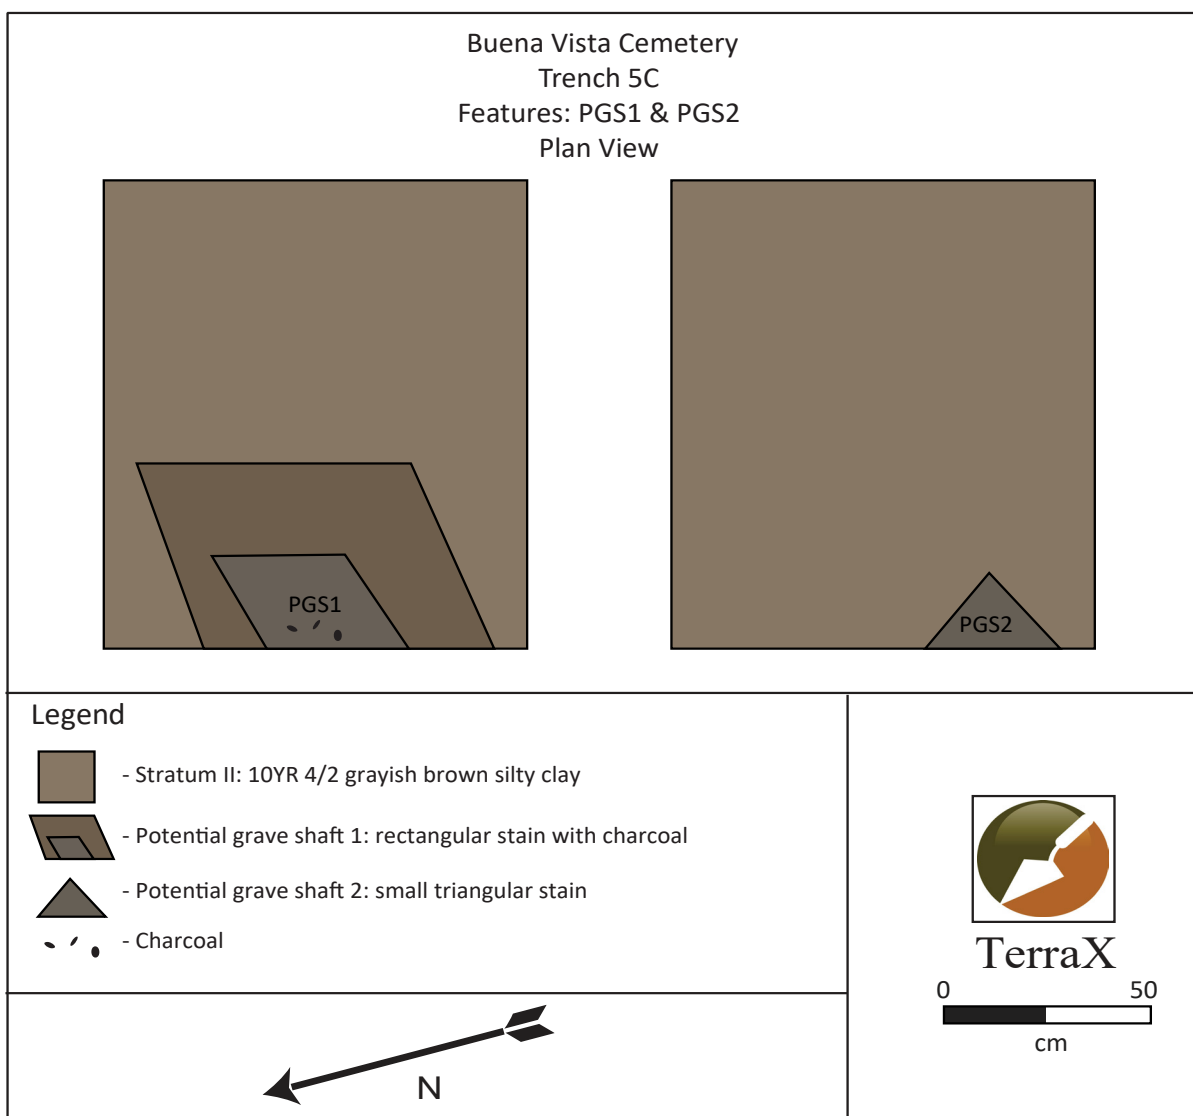 Buena Vista Cemetery
Trench 5C
Features: PGS1 & PGS2
Plan View
PGS1
PGS2
Legend
- Stratum II: 10YR 4/2 grayish brown silty clay
- Potential grave shaft 1: rectangular stain with charcoal
- Potential grave shaft 2: small triangular stain
- Charcoal
TerraX
0 50
cm
N